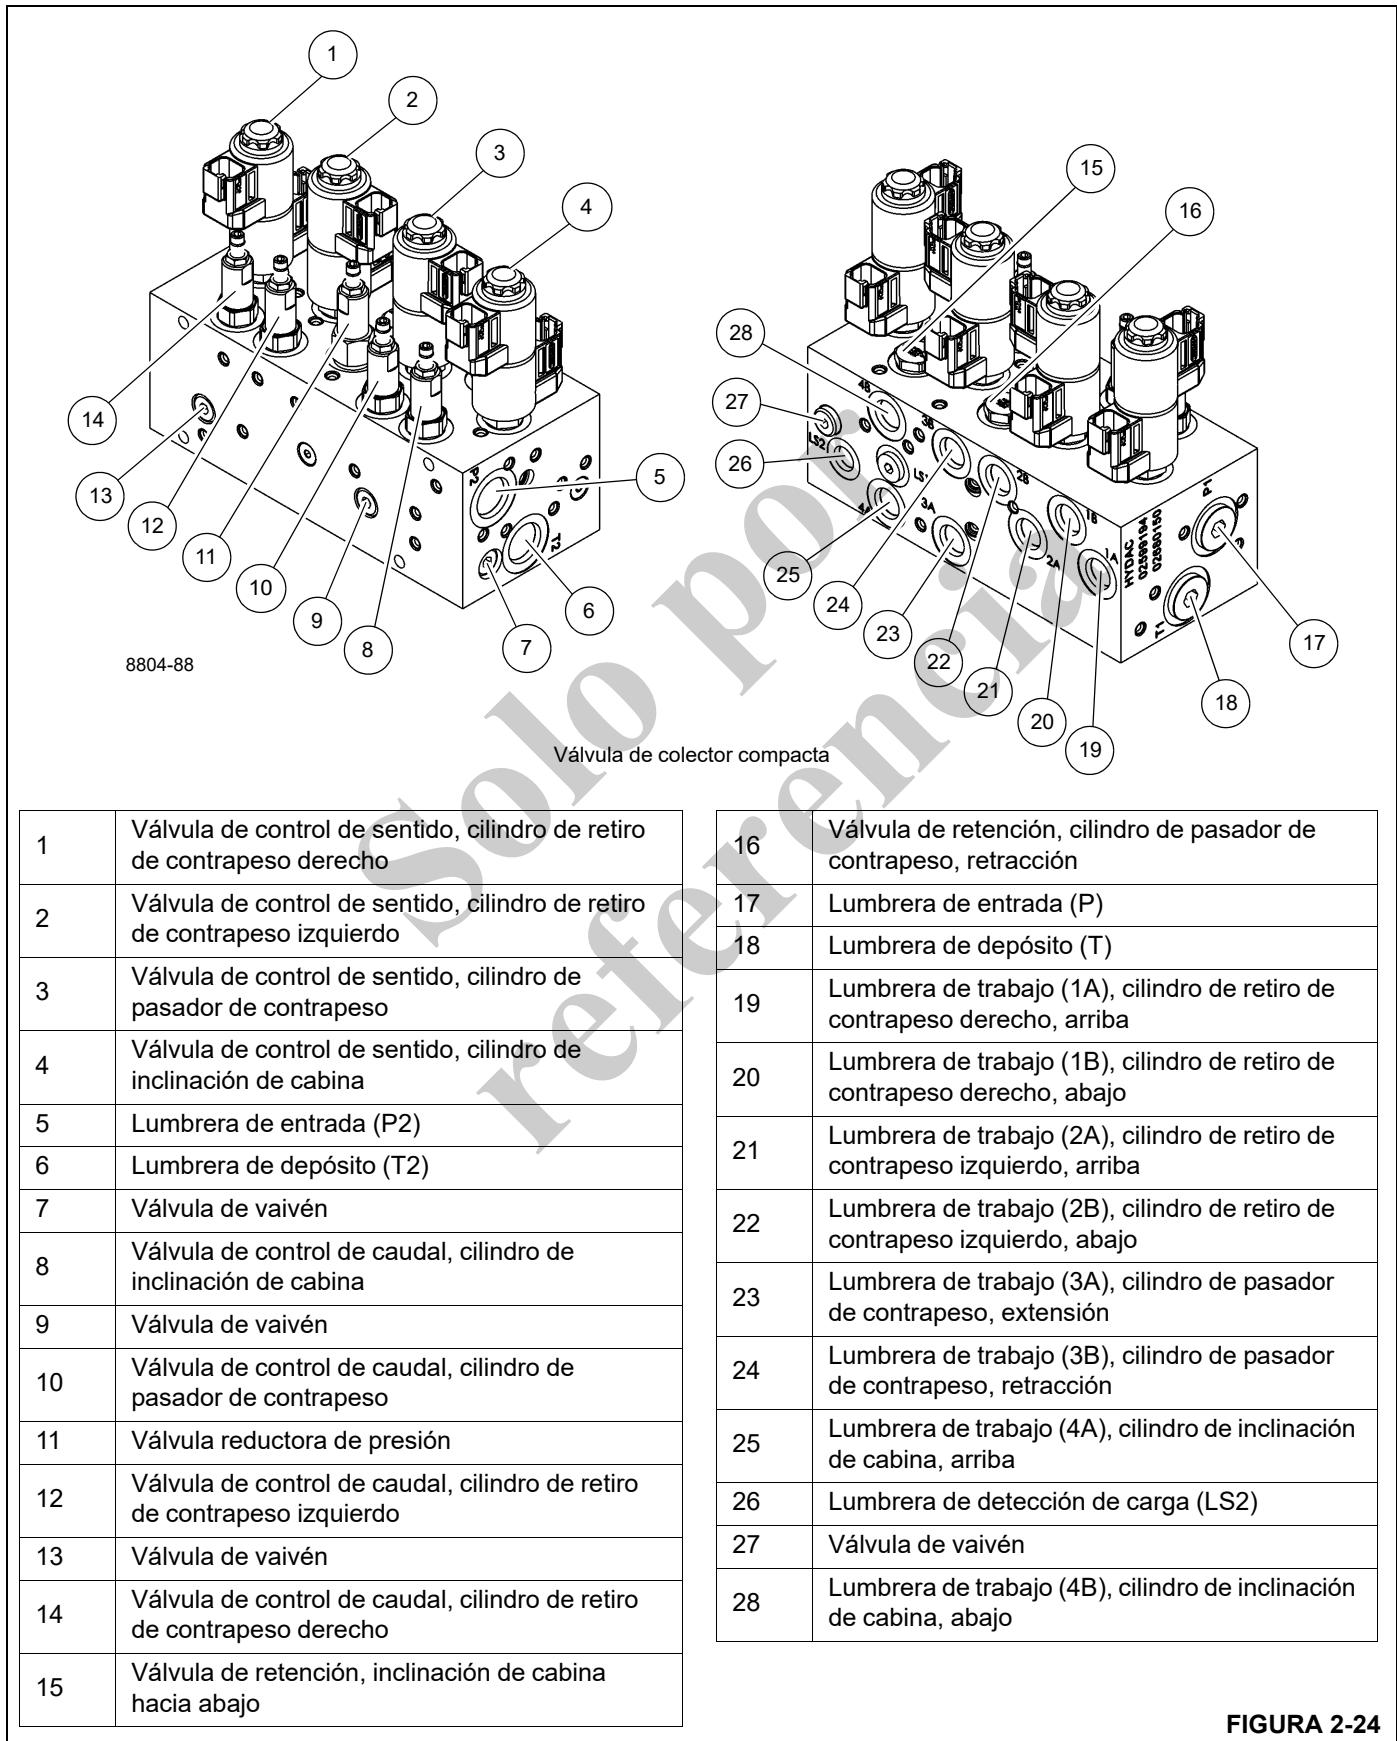 1
2
3
4
5
6
7
8
9
10
11
12
13
14
P2
T2
8804-88
15
16
28
27
26
25
24
23
22
21
20
19
18
17
4B
3B
LS2
LS1
2B
4A
3A
1B
2A
1A
P1
T1
HYDAC
02599194
02680150
Solo por
referencia
Válvula de colector compacta
1 Válvula de control de sentido, cilindro de retiro
de contrapeso derecho
2 Válvula de control de sentido, cilindro de retiro
de contrapeso izquierdo
3 Válvula de control de sentido, cilindro de
pasador de contrapeso
4 Válvula de control de sentido, cilindro de
inclinación de cabina
5 Lumbrera de entrada (P2)
6 Lumbrera de depósito (T2)
7 Válvula de vaivén
8 Válvula de control de caudal, cilindro de
inclinación de cabina
9 Válvula de vaivén
10 Válvula de control de caudal, cilindro de
pasador de contrapeso
11 Válvula reductora de presión
12 Válvula de control de caudal, cilindro de retiro
de contrapeso izquierdo
13 Válvula de vaivén
14 Válvula de control de caudal, cilindro de retiro
de contrapeso derecho
15 Válvula de retención, inclinación de cabina
hacia abajo
16 Válvula de retención, cilindro de pasador de
contrapeso, retracción
17 Lumbrera de entrada (P)
18 Lumbrera de depósito (T)
19 Lumbrera de trabajo (1A), cilindro de retiro de
contrapeso derecho, arriba
20 Lumbrera de trabajo (1B), cilindro de retiro de
contrapeso derecho, abajo
21 Lumbrera de trabajo (2A), cilindro de retiro de
contrapeso izquierdo, arriba
22 Lumbrera de trabajo (2B), cilindro de retiro de
contrapeso izquierdo, abajo
23 Lumbrera de trabajo (3A), cilindro de pasador
de contrapeso, extensión
24 Lumbrera de trabajo (3B), cilindro de pasador
de contrapeso, retracción
25 Lumbrera de trabajo (4A), cilindro de inclinación
de cabina, arriba
26 Lumbrera de detección de carga (LS2)
27 Válvula de vaivén
28 Lumbrera de trabajo (4B), cilindro de inclinación
de cabina, abajo
FIGURA 2-24